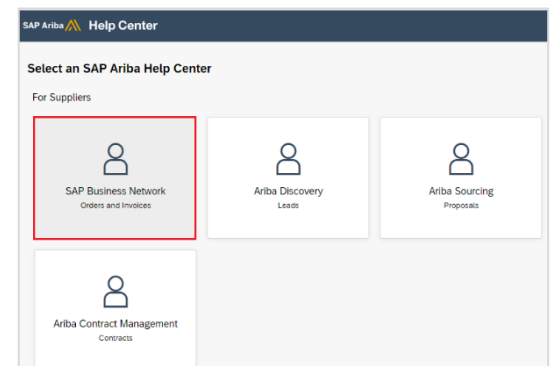 SAP Ariba Help Center
Select an SAP Ariba Help Center
For Suppliers
SAP Business Network
Orders and Invoices
Ariba Discovery
Leads
Ariba Sourcing
Proposals
Ariba Contract Management
Contracts